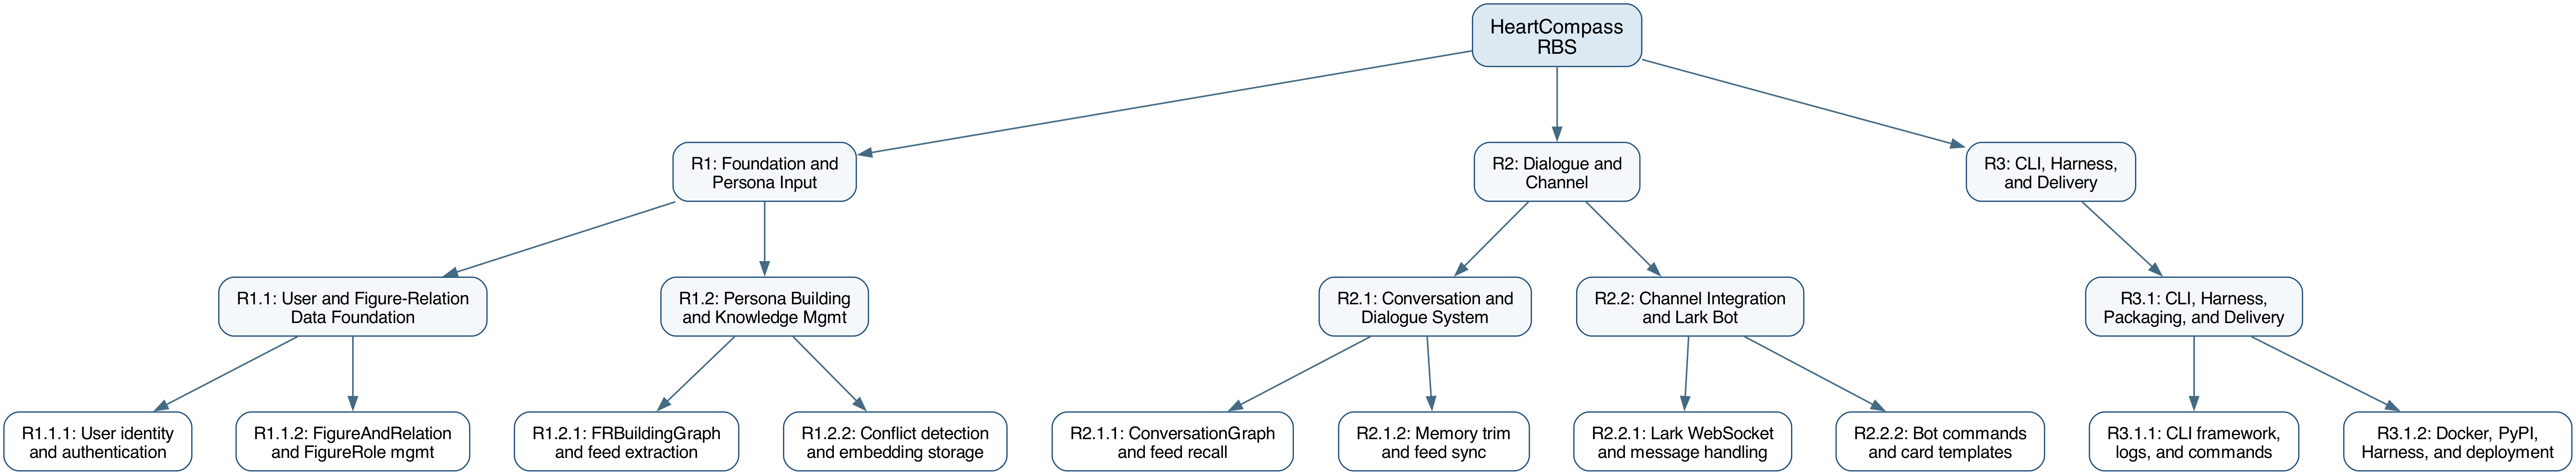 HeartCompass
RBS
R1: Foundation and
Persona Input
R2: Dialogue and
Channel
R3: CLI, Harness,
and Delivery
R1.1: User and Figure-Relation
Data Foundation
R1.2: Persona Building
and Knowledge Mgmt
R2.1: Conversation and
Dialogue System
R2.2: Channel Integration
and Lark Bot
R3.1: CLI, Harness,
Packaging, and Delivery
R1.1.1: User identity
and authentication
R1.1.2: FigureAndRelation
and FigureRole mgmt
R1.2.1: FRBuildingGraph
and feed extraction
R1.2.2: Conflict detection
and embedding storage
R2.1.1: ConversationGraph
and feed recall
R2.1.2: Memory trim
and feed sync
R2.2.1: Lark WebSocket
and message handling
R2.2.2: Bot commands
and card templates
R3.1.1: CLI framework,
logs, and commands
R3.1.2: Docker, PyPI,
Harness, and deployment